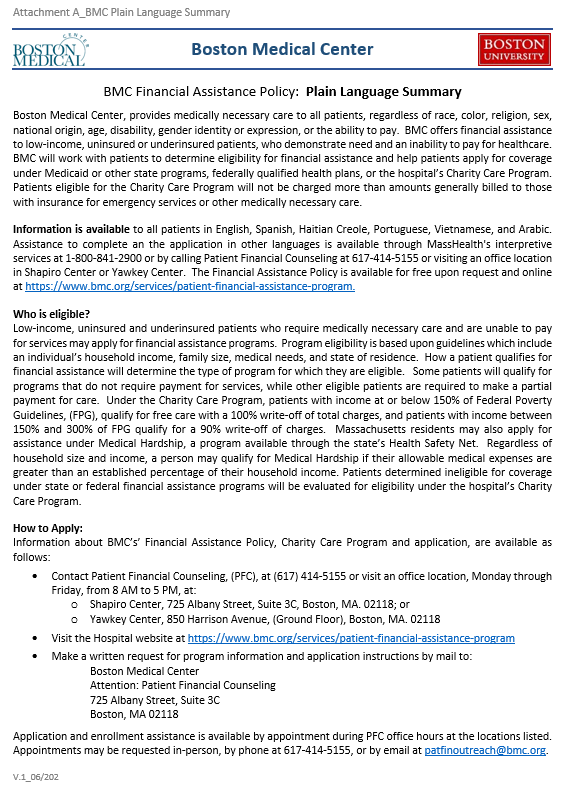 Attachment A_BMC Plain Language Summary
BOSTON
MEDICAL
CENTER
Boston Medical Center
BOSTON
UNIVERSITY
BMC Financial Assistance Policy: Plain Language Summary
Boston Medical Center, provides medically necessary care to all patients, regardless of race, color, religion, sex,
national origin, age, disability, gender identity or expression, or the ability to pay. BMC offers financial assistance
to low-income, uninsured or underinsured patients, who demonstrate need and an inability to pay for healthcare.
BMC will work with patients to determine eligibility for financial assistance and help patients apply for coverage
under Medicaid or other state programs, federally qualified health plans, or the hospital's Charity Care Program.
Patients eligible for the Charity Care Program will not be charged more than amounts generally billed to those
with insurance for emergency services or other medically necessary care.
Information is available to all patients in English, Spanish, Haitian Creole, Portuguese, Vietnamese, and Arabic.
Assistance to complete an the application in other languages is available through MassHealth's interpretive
services at 1-800-841-2900 or by calling Patient Financial Counseling at 617-414-5155 or visiting an office location
in Shapiro Center or Yawkey Center. The Financial Assistance Policy is available for free upon request and online
at https://www.bmc.org/services/patient-financial-assistance-program.
Who is eligible?
Low-income, uninsured and underinsured patients who require medically necessary care and are unable to pay
for services may apply for financial assistance programs. Program eligibility is based upon guidelines which include
an individual's household income, family size, medical needs, and state of residence. How a patient qualifies for
financial assistance will determine the type of program for which they are eligible. Some patients will qualify for
programs that do not require payment for services, while other eligible patients are required to make a partial
payment for care. Under the Charity Care Program, patients with income at or below 150% of Federal Poverty
Guidelines, (FPG), qualify for free care with a 100% write-off of total charges, and patients with income between
150% and 300% of FPG qualify for a 90% write-off of charges. Massachusetts residents may also apply for
assistance under Medical Hardship, a program available through the state's Health Safety Net. Regardless of
household size and income, a person may qualify for Medical Hardship if their allowable medical expenses are
greater than an established percentage of their household income. Patients determined ineligible for coverage
under state or federal financial assistance programs will be evaluated for eligibility under the hospital's Charity
Care Program.
How to Apply:
Information about BMC's' Financial Assistance Policy, Charity Care Program and application, are available as
follows:
• Contact Patient Financial Counseling, (PFC), at (617) 414-5155 or visit an office location, Monday through
Friday, from 8 AM to 5 PM, at:
o Shapiro Center, 725 Albany Street, Suite 3C, Boston, MA. 02118; or
o Yawkey Center, 850 Harrison Avenue, (Ground Floor), Boston, MA. 02118
• Visit the Hospital website at https://www.bmc.org/services/patient-financial-assistance-program
• Make a written request for program information and application instructions by mail to:
Boston Medical Center
Attention: Patient Financial Counseling
725 Albany Street, Suite 3C
Boston, MA 02118
Application and enrollment assistance is available by appointment during PFC office hours at the locations listed.
Appointments may be requested in-person, by phone at 617-414-5155, or by email at patfinoutreach@bmc.org.
V.1_06/202